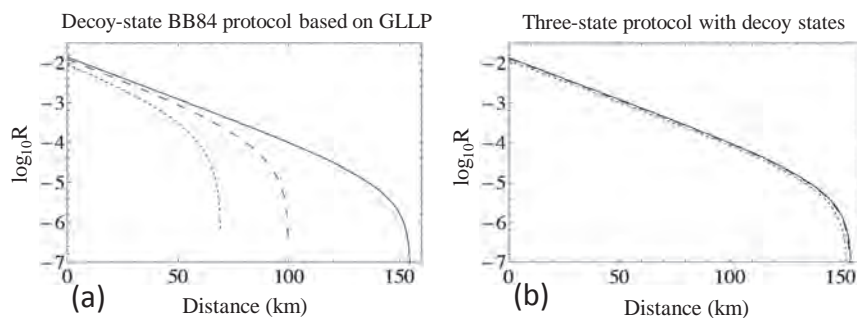 Decoy-state BB84 protocol based on GLLP
−2
−3
−4
−5
−6
−7
log10R
0
50
100
150
(a)
Distance (km)
Three-state protocol with decoy states
−2
−3
−4
−5
−6
−7
log10R
0
50
100
150
(b)
Distance (km)